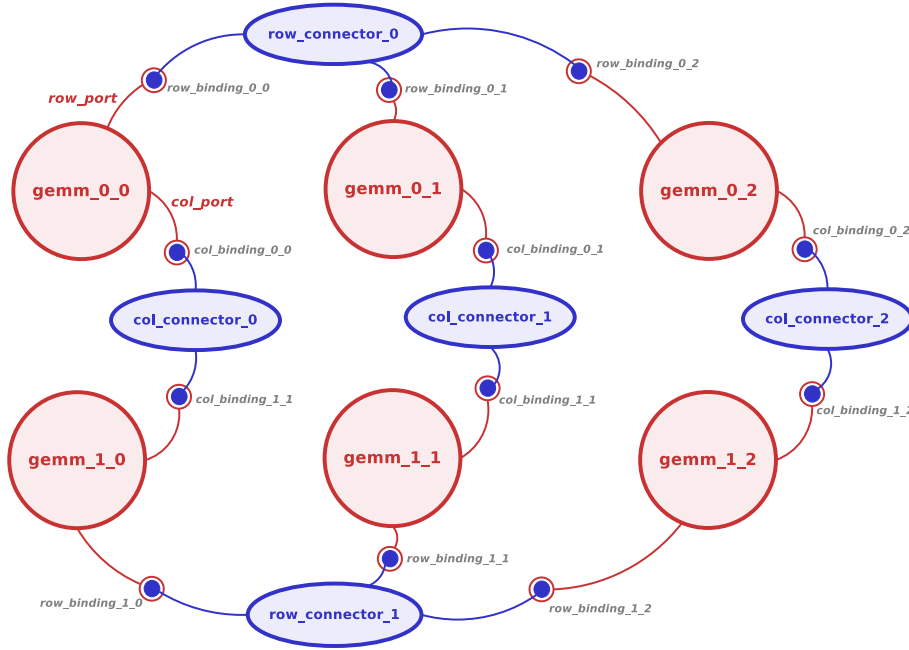 row_connector_0
row_binding_0_0
row_binding_0_1
row_binding_0_2
row_port
gemm_0_0
gemm_0_1
gemm_0_2
col_port
col_binding_0_0
col_binding_0_1
col_binding_0_2
col_connector_0
col_connector_1
col_connector_2
col_binding_1_1
col_binding_1_1
col_binding_1_2
gemm_1_0
gemm_1_1
gemm_1_2
row_binding_1_0
row_binding_1_1
row_binding_1_2
row_connector_1